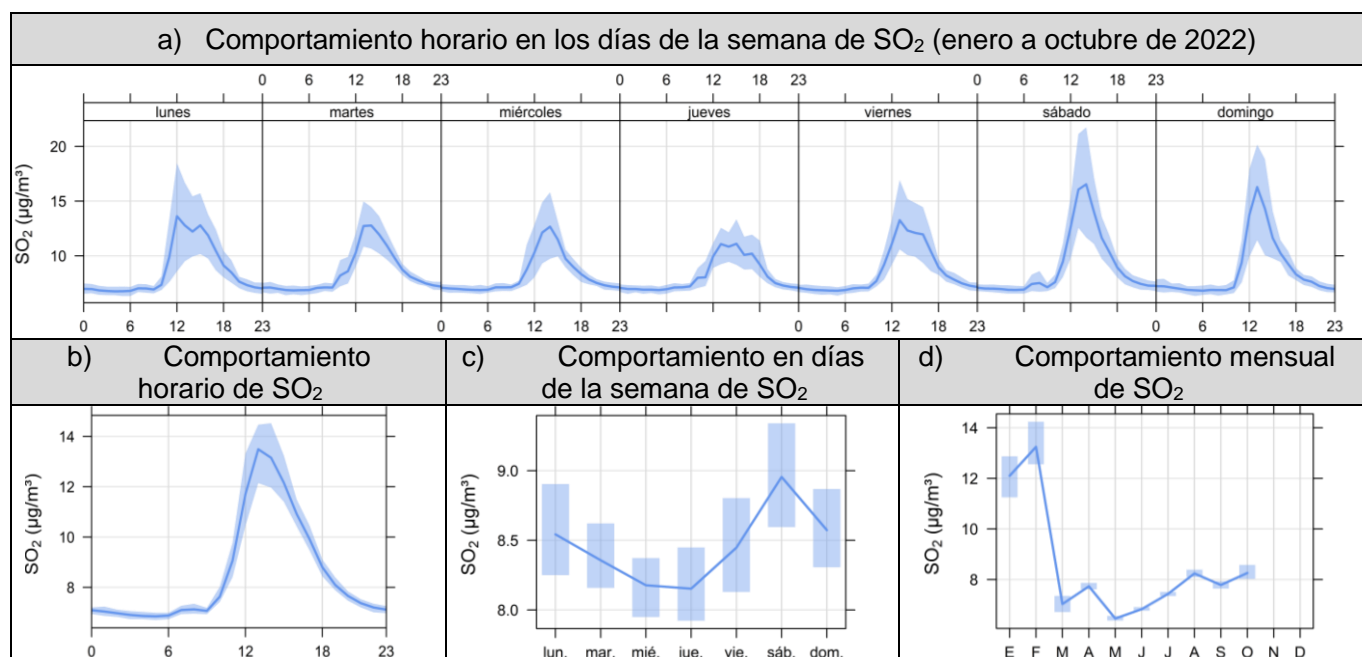 a) Comportamiento horario en los días de la semana de SO₂ (enero a octubre de 2022)
0 6 12 18 23 0 6 12 18 23 0 6 12 18 23
lunes martes miércoles jueves viernes sábado domingo
SO₂ (µg/m³)
20
15
10
0 6 12 18 23 0 6 12 18 23 0 6 12 18 23 0 6 12 18 23
b) Comportamiento
horario de SO₂
SO₂ (µg/m³)
14
12
10
8
0 6 12 18 23
c) Comportamiento en días
de la semana de SO₂
SO₂ (µg/m³)
9.0
8.5
8.0
lun. mar. mié. jue. vie. sáb. dom.
d) Comportamiento mensual
de SO₂
SO₂ (µg/m³)
14
12
10
8
E F M A M J J A S O N D